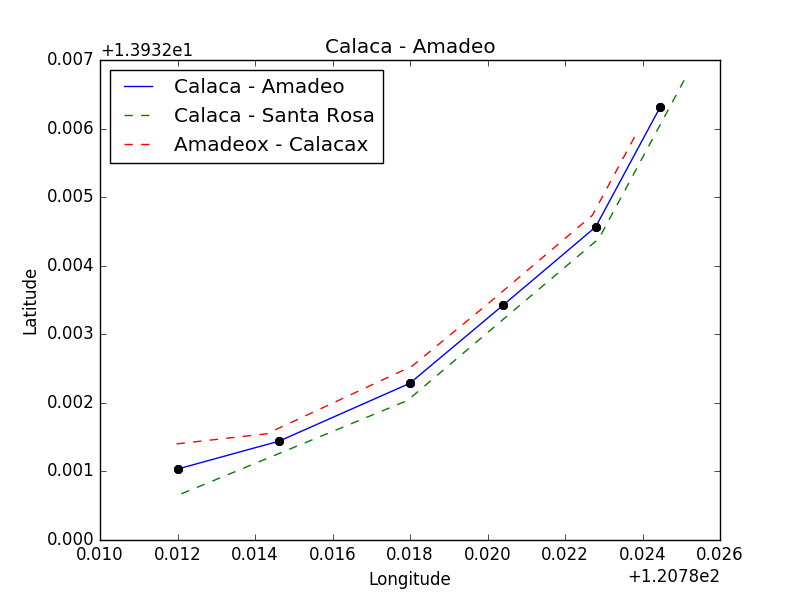 Calaca - Amadeo
+1.3932e1
Calaca - Amadeo
Calaca - Santa Rosa
Amadeox - Calacax
0.007
0.006
0.005
0.004
0.003
0.002
0.001
0.000
Latitude
0.010 0.012 0.014 0.016 0.018 0.020 0.022 0.024 0.026
+1.2078e2
Longitude